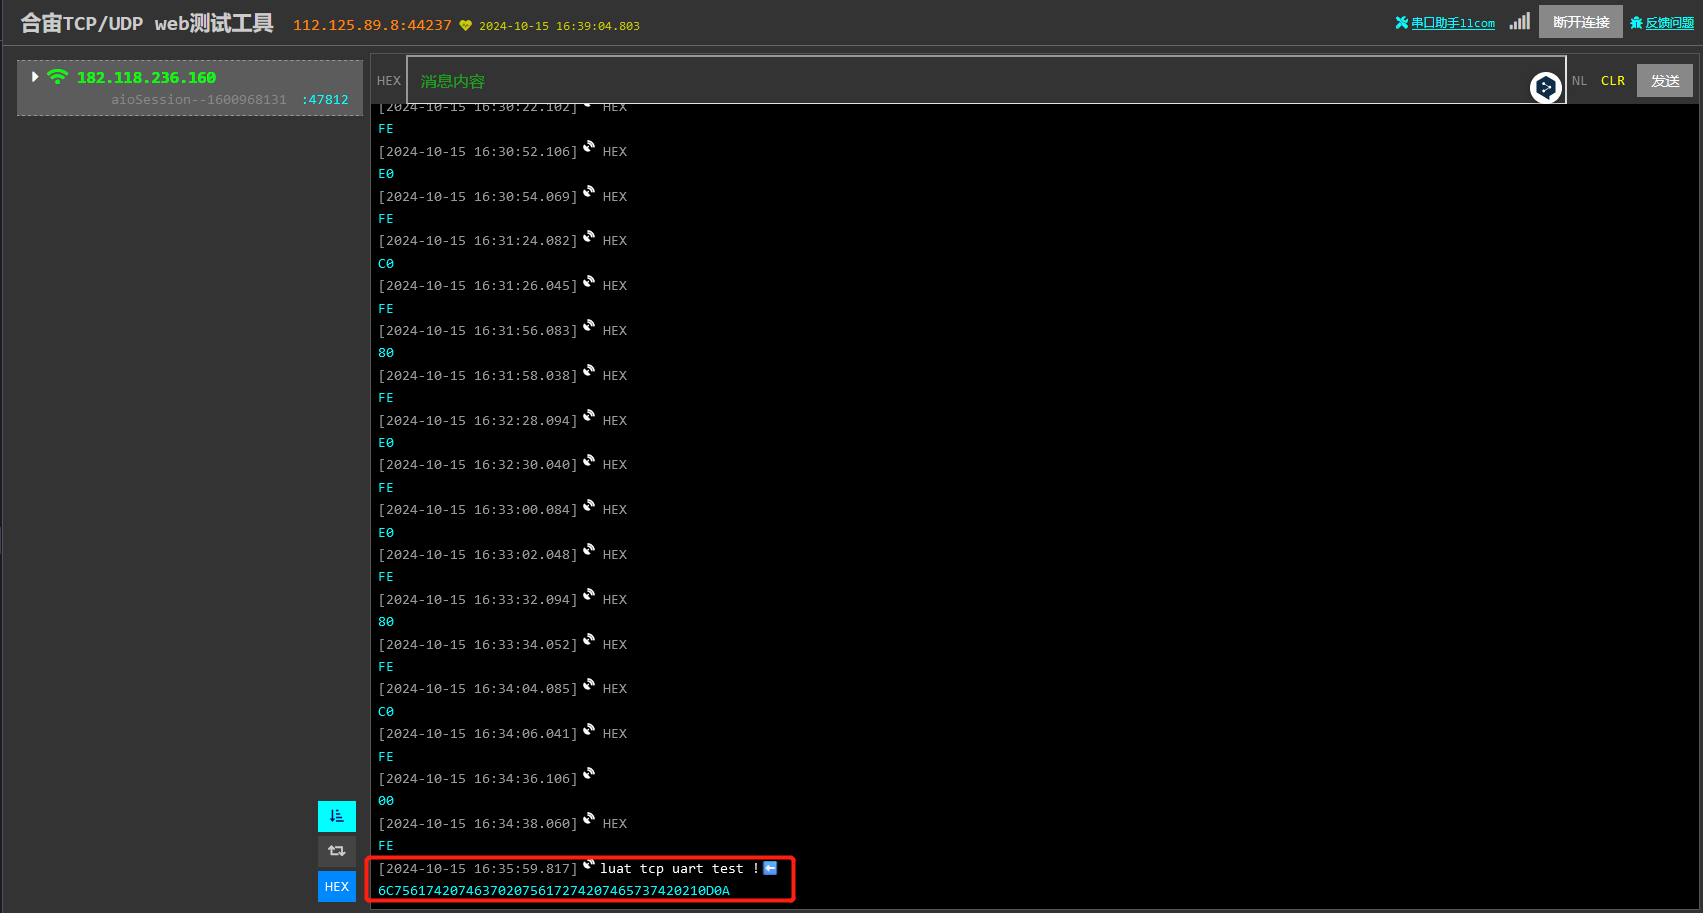 合宙TCP/UDP web测试工具 112.125.89.8:44237 2024-10-15 16:39:04.803 串口助手llcom 断开连接 反馈问题
182.118.236.160
aioSession--1600968131 :47812
HEX 消息内容 NL CLR 发送
[2024-10-15 16:30:22.102] HEX
FE
[2024-10-15 16:30:52.106] HEX
E0
[2024-10-15 16:30:54.069] HEX
FE
[2024-10-15 16:31:24.082] HEX
C0
[2024-10-15 16:31:26.045] HEX
FE
[2024-10-15 16:31:56.083] HEX
80
[2024-10-15 16:31:58.038] HEX
FE
[2024-10-15 16:32:28.094] HEX
E0
[2024-10-15 16:32:30.040] HEX
FE
[2024-10-15 16:33:00.084] HEX
E0
[2024-10-15 16:33:02.048] HEX
FE
[2024-10-15 16:33:32.094] HEX
80
[2024-10-15 16:33:34.052] HEX
FE
[2024-10-15 16:34:04.085] HEX
C0
[2024-10-15 16:34:06.041] HEX
FE
[2024-10-15 16:34:36.106]
00
[2024-10-15 16:34:38.060] HEX
FE
[2024-10-15 16:35:59.817] luat tcp uart test !
6C756174207463702075617274207465737420210D0A
HEX